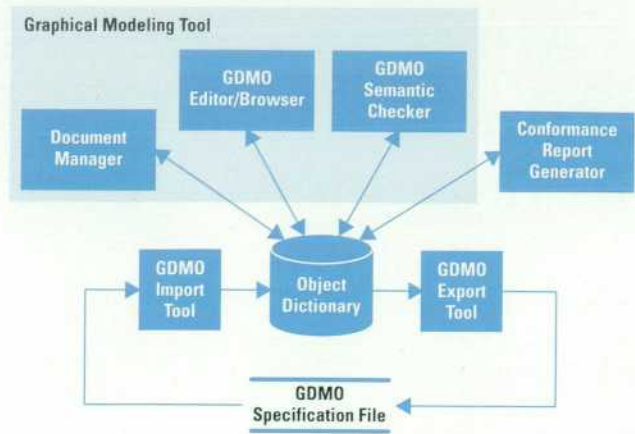 Graphical Modeling Tool
GDMO
Editor/Browser
GDMO
Semantic
Checker
Document
Manager
Conformance
Report
Generator
GDMO
Import
Tool
Object
Dictionary
GDMO
Export
Tool
GDMO
Specification File